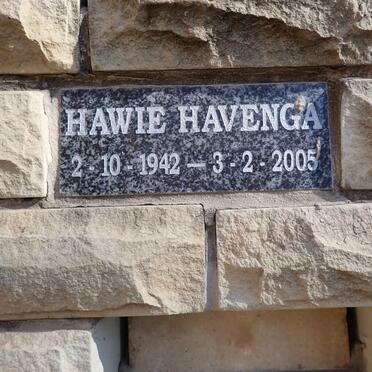 HAWIE HAVENGA
2 - 10 - 1942 — 3 - 2 - 2005